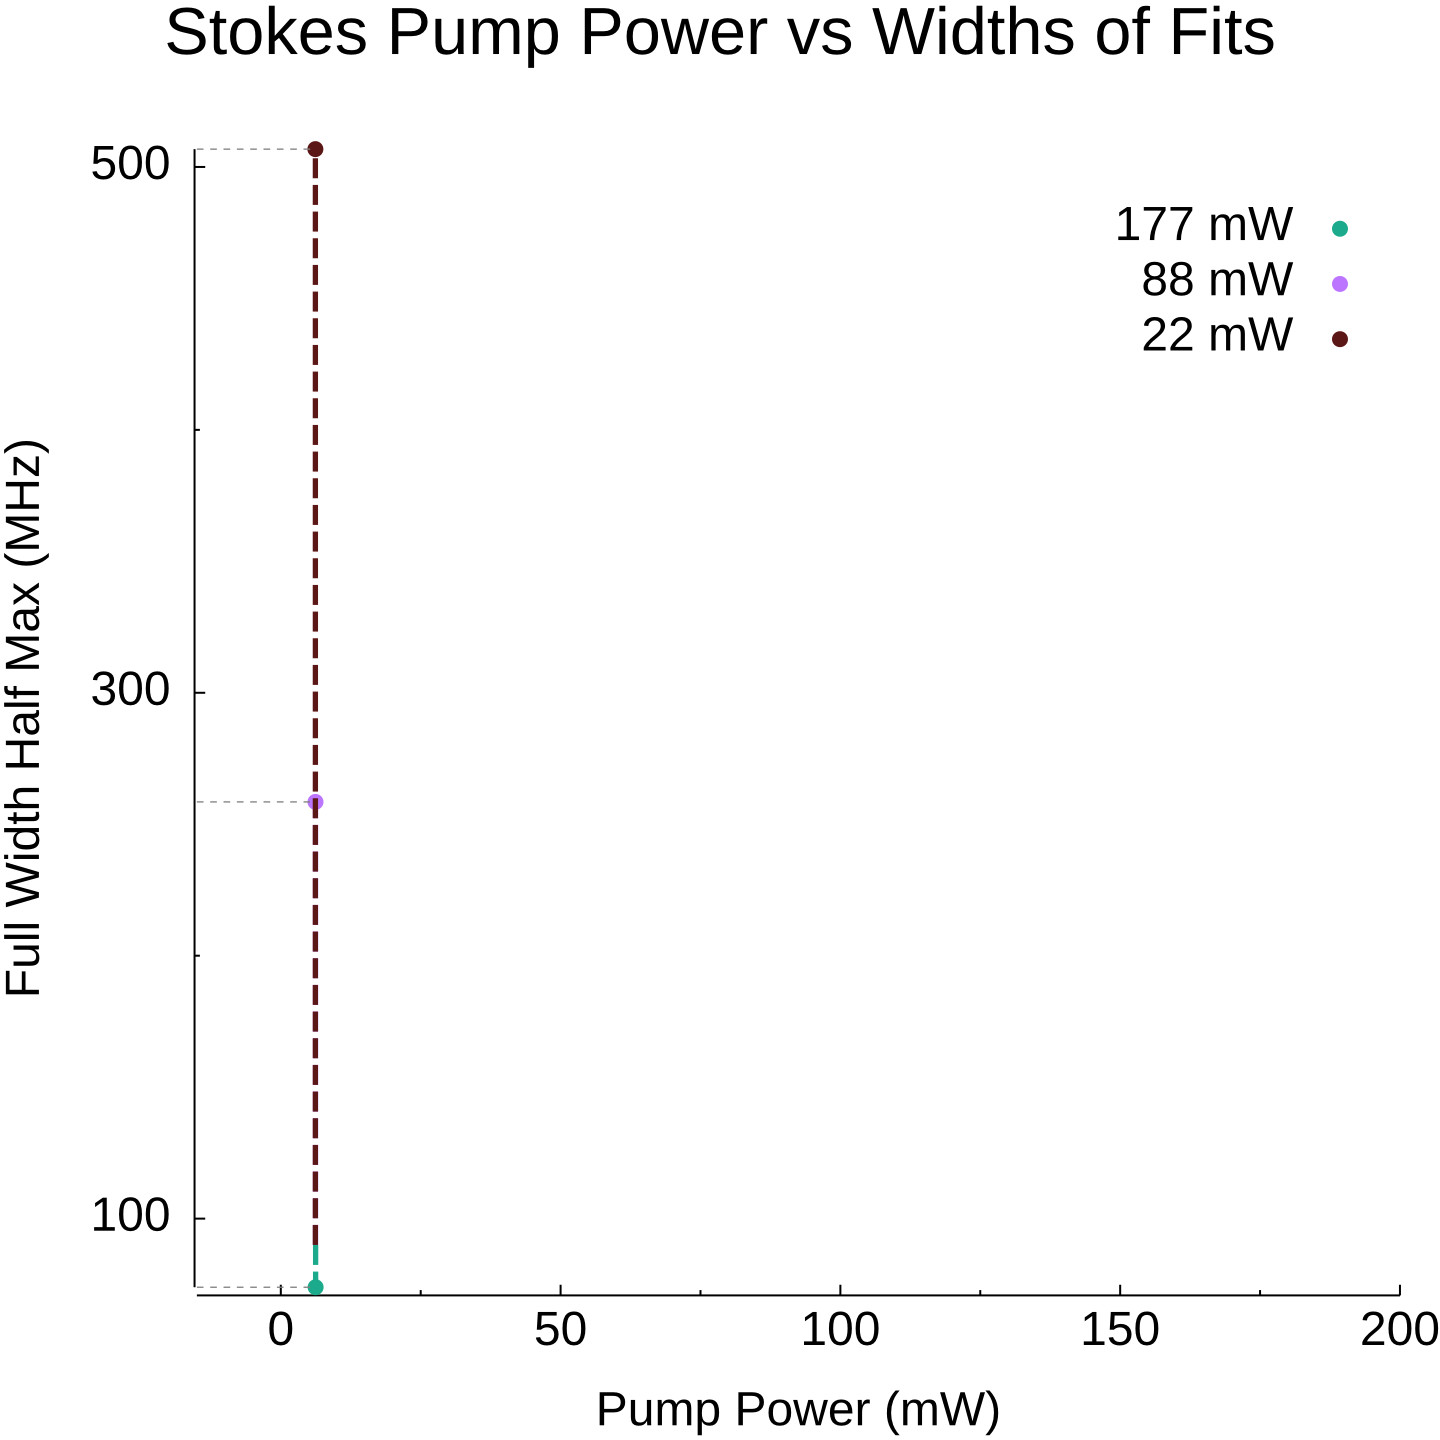 Stokes Pump Power vs Widths of Fits
500
300
100
Full Width Half Max (MHz)
177 mW
88 mW
22 mW
0 50 100 150 200
Pump Power (mW)